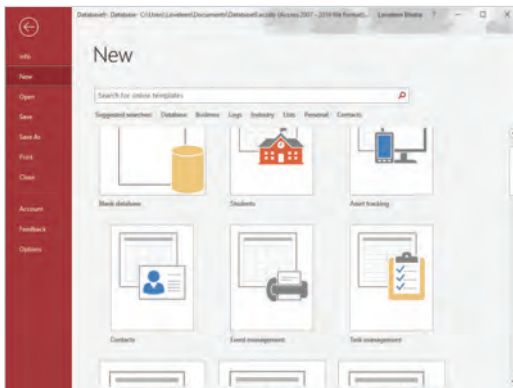 Database8 : Database- C:\Users\Loveleen\Documents\Database8.accdb (Access 2007 - 2016 file format)... Loveleen Bhatia ?
Info
New
Open
Save
Save As
Print
Close
Account
Feedback
Options
New
Search for online templates
Suggested searches: Database Business Logs Industry Lists Personal Contacts
Blank database
Students
Asset tracking
Contacts
Event management
Task management